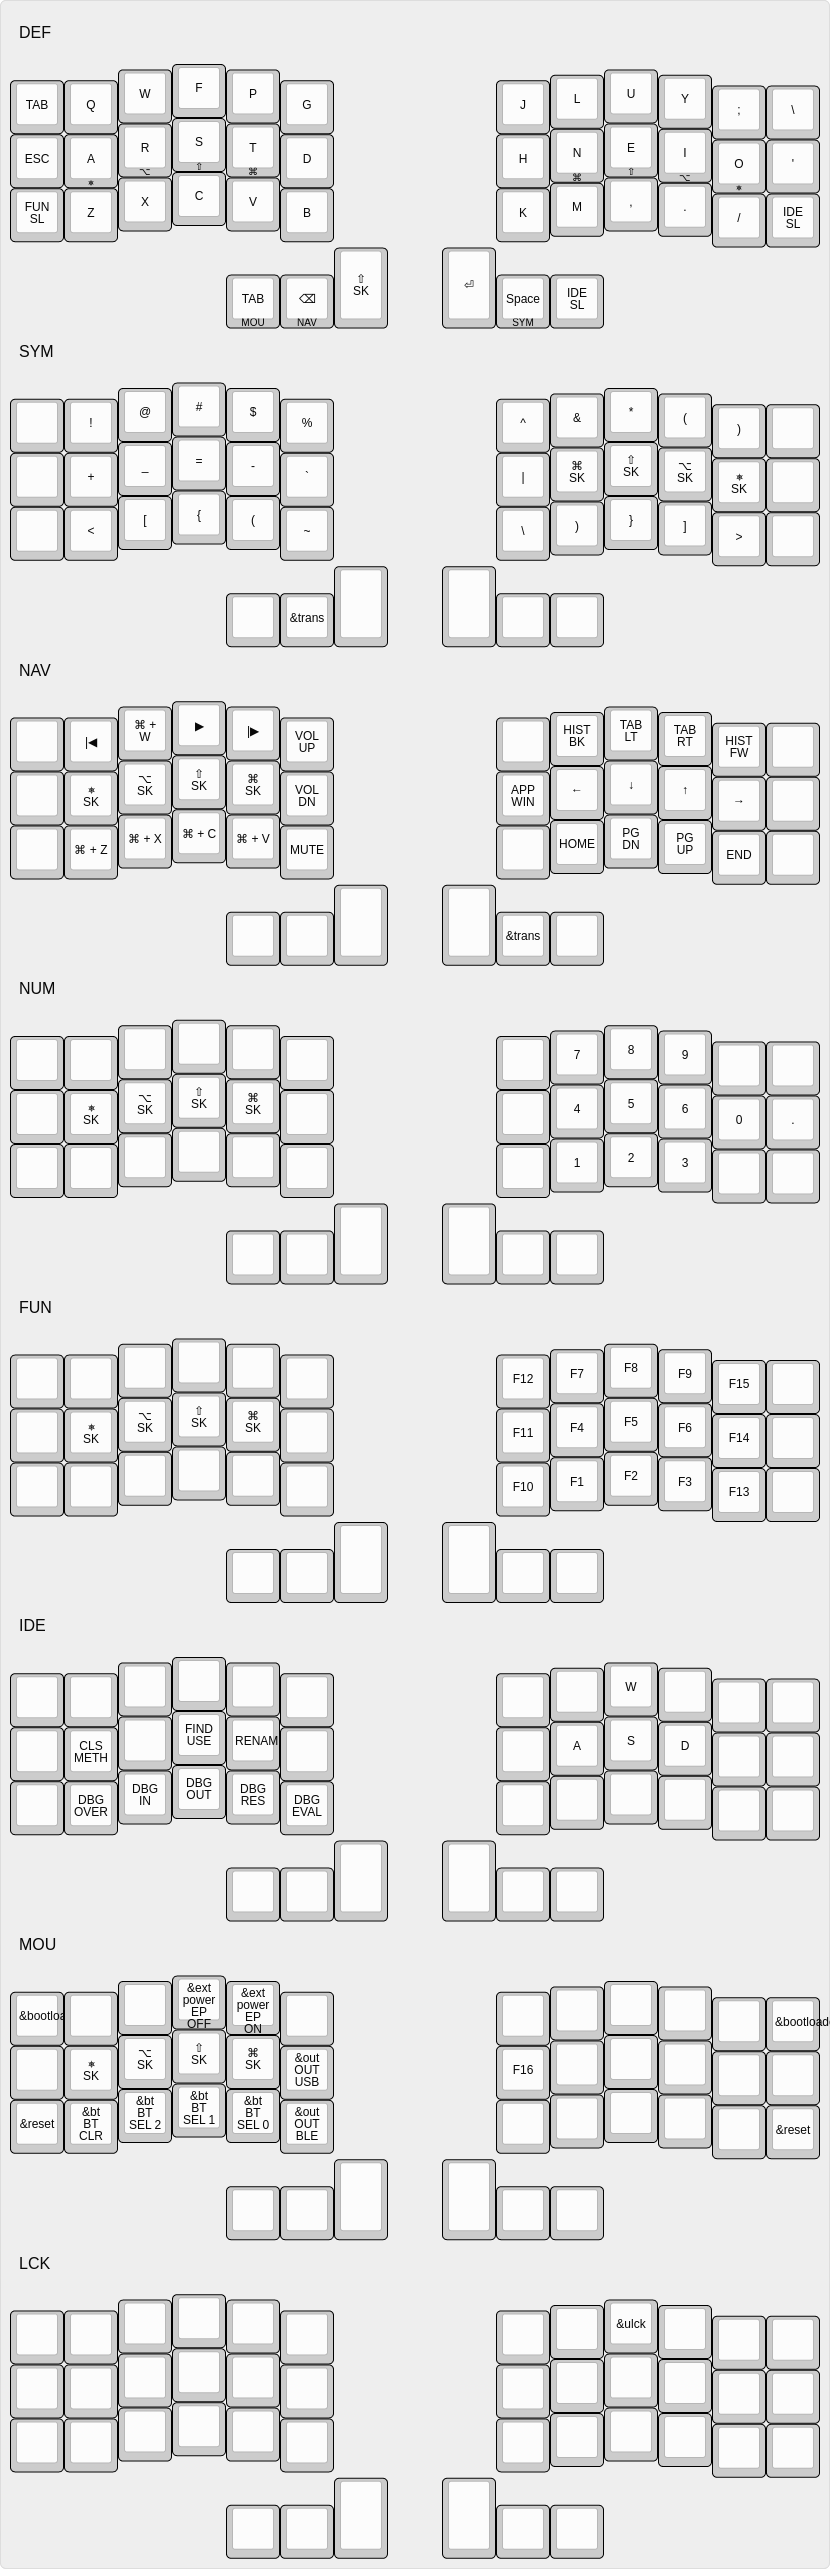 DEF
TAB Q W F P G J L U Y ; \
ESC A R S T D H N E I O '
⎈ ⌥ ⇧ ⌘ ⌘ ⇧ ⌥ ⎈
FUN SL Z X C V B K M , . / IDE SL
TAB ⌫ ⇧ SK ⏎ Space IDE SL
MOU NAV SYM
SYM
! @ # $ % ^ & * ( )
+ _ = - ` | ⌘ SK ⇧ SK ⌥ SK ⎈ SK
< [ { ( ~ \ ) } ] >
&trans
NAV
|◀ ⌘ + W ▶ |▶ VOL UP HIST BK TAB LT TAB RT HIST FW
⎈ SK ⌥ SK ⇧ SK ⌘ SK VOL DN APP WIN ← ↓ ↑ →
⌘ + Z ⌘ + X ⌘ + C ⌘ + V MUTE HOME PG DN PG UP END
&trans
NUM
7 8 9
⎈ SK ⌥ SK ⇧ SK ⌘ SK 4 5 6 0 .
1 2 3
FUN
F12 F7 F8 F9 F15
⎈ SK ⌥ SK ⇧ SK ⌘ SK F11 F4 F5 F6 F14
F10 F1 F2 F3 F13
IDE
W
CLS METH FIND USE RENAM A S D
DBG OVER DBG IN DBG OUT DBG RES DBG EVAL
MOU
&bootloa &ext power EP OFF &ext power EP ON &bootloade
⎈ SK ⌥ SK ⇧ SK ⌘ SK &out OUT USB F16
&reset &bt BT CLR &bt BT SEL 2 &bt BT SEL 1 &bt BT SEL 0 &out OUT BLE &reset
LCK
&ulck